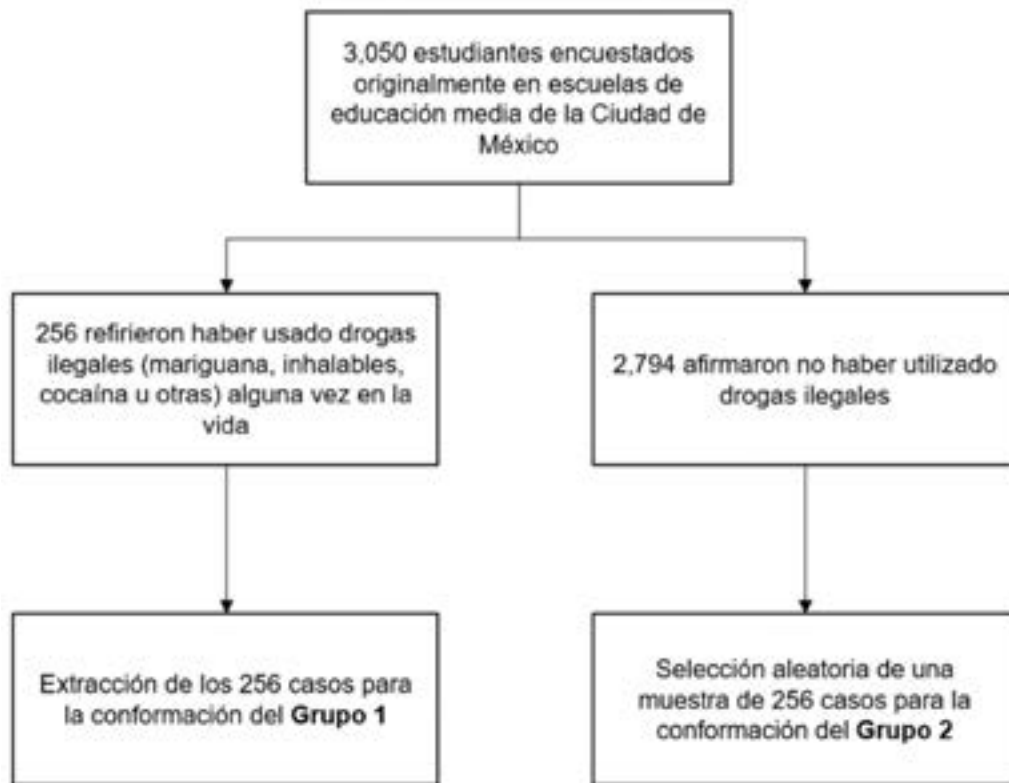 3,050 estudiantes encuestados
originalmente en escuelas de
educación media de la Ciudad de
México
256 refirieron haber usado drogas
ilegales (mariguana, inhalables,
cocaína u otras) alguna vez en la
vida
2,794 afirmaron no haber utilizado
drogas ilegales
Extracción de los 256 casos para
la conformación del Grupo 1
Selección aleatoria de una
muestra de 256 casos para la
conformación del Grupo 2